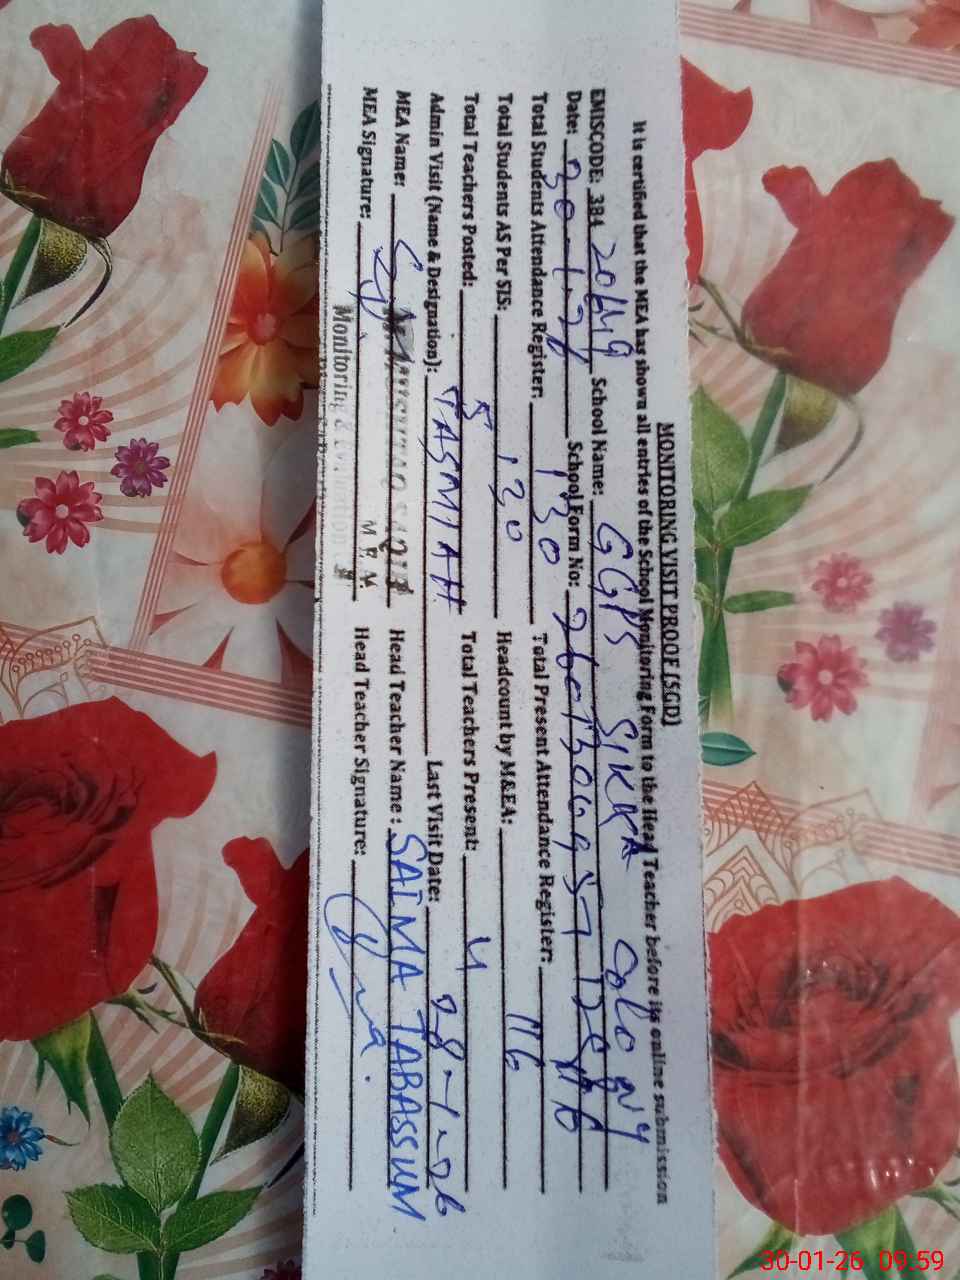 MONITORING VISIT PROOF (SGD)
It is certified that the MEA has shown all entries of the School Monitoring Form to the Head Teacher before its online submission
EMISCODE: 384 20449 School Name: GGPS SIKKA Colony
Date: 30-1-26 School Form No:
Total Students Attendance Register: 130 Total Present Attendance Register: 116
Total Students AS Per SIS: 130 Headcount by M&EA: 116
Total Teachers Posted: 5 Total Teachers Present: 4
Admin Visit (Name & Designation): TASMIAH Last Visit Date: 28-1-26
MEA Name: Head Teacher Name: SAIMA TABASSUM
M E A.
MEA Signature: Head Teacher Signature:
Monitoring &
30-01-26 09:59